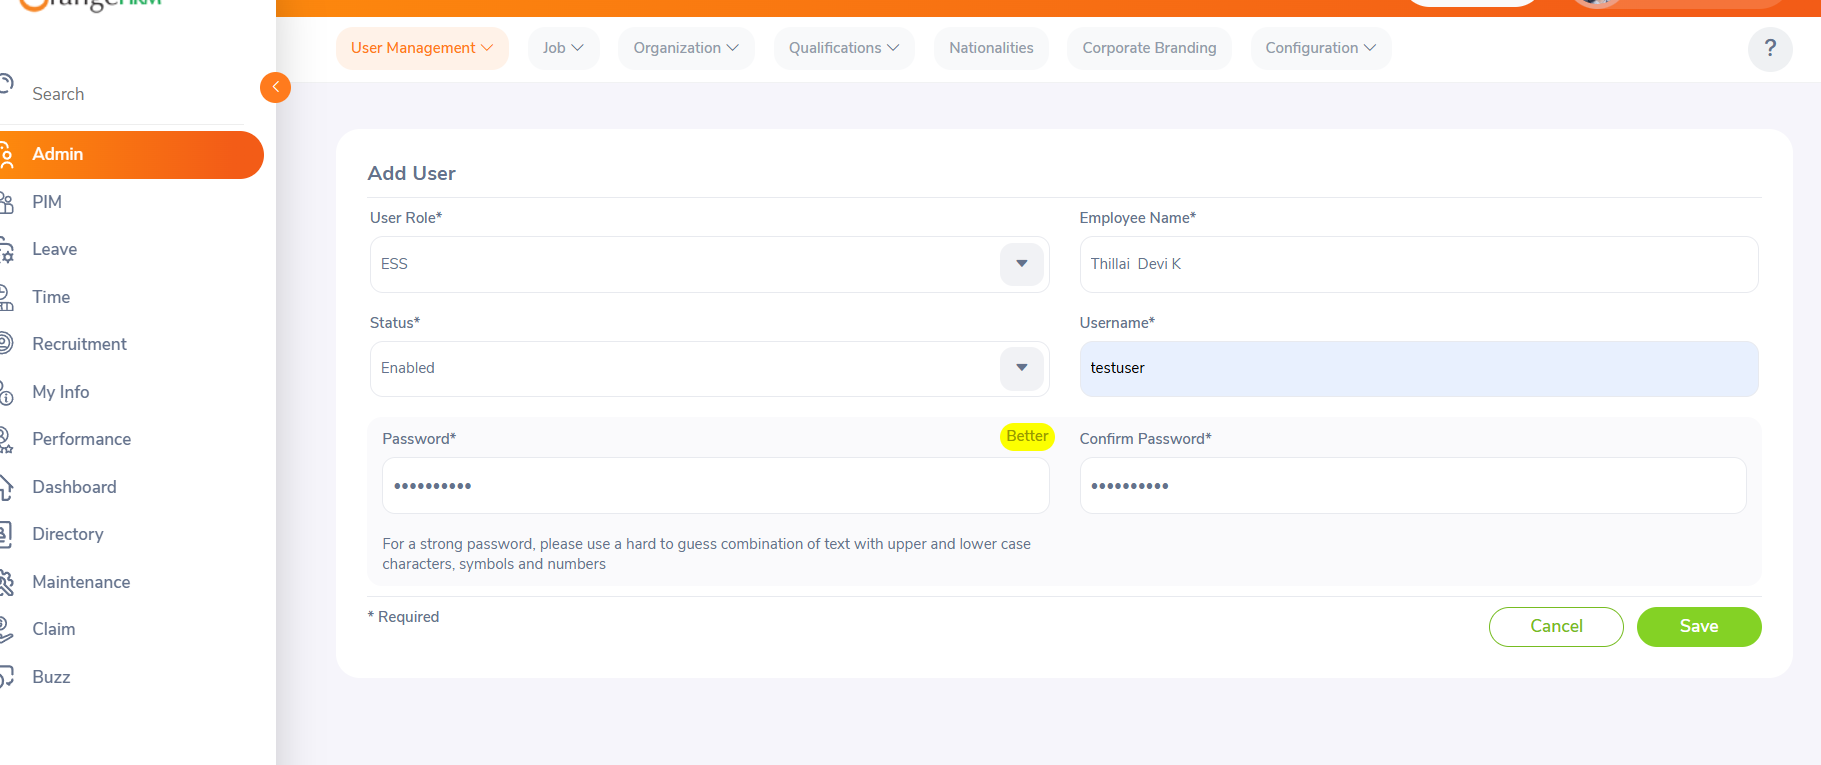 User Management
Job
Organization
Qualifications
Nationalities
Corporate Branding
Configuration
?
Search
Admin
PIM
Leave
Time
Recruitment
My Info
Performance
Dashboard
Directory
Maintenance
Claim
Buzz
Add User
User Role*
Employee Name*
ESS
Thillai  Devi K
Status*
Username*
Enabled
testuser
Password*
Better
Confirm Password*
••••••••••
••••••••••
For a strong password, please use a hard to guess combination of text with upper and lower case
characters, symbols and numbers
* Required
Cancel
Save